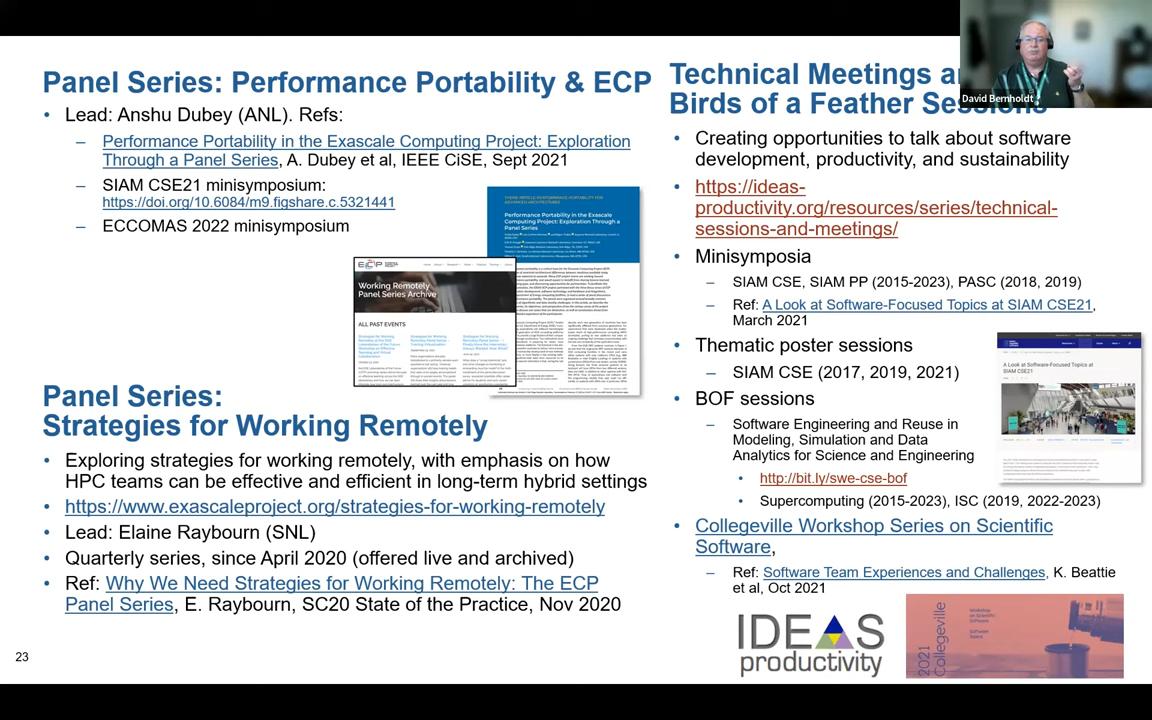 Panel Series: Performance Portability & ECP
• Lead: Anshu Dubey (ANL). Refs:
– Performance Portability in the Exascale Computing Project: Exploration
Through a Panel Series, A. Dubey et al, IEEE CiSE, Sept 2021
– SIAM CSE21 minisymposium:
https://doi.org/10.6084/m9.figshare.c.5321441
– ECCOMAS 2022 minisymposium
Performance Portability in the Exascale
Computing Project: Exploration Through a
Panel Series
ECP
Working Remotely
Panel Series Archive
ALL PAST EVENTS
Panel Series:
Strategies for Working Remotely
• Exploring strategies for working remotely, with emphasis on how
HPC teams can be effective and efficient in long-term hybrid settings
• https://www.exascaleproject.org/strategies-for-working-remotely
• Lead: Elaine Raybourn (SNL)
• Quarterly series, since April 2020 (offered live and archived)
• Ref: Why We Need Strategies for Working Remotely: The ECP
Panel Series, E. Raybourn, SC20 State of the Practice, Nov 2020
23
Technical Meetings
Birds of a Feather
David Bernholdt
• Creating opportunities to talk about software
development, productivity, and sustainability
• https://ideas-
productivity.org/resources/series/technical-
sessions-and-meetings/
• Minisymposia
– SIAM CSE, SIAM PP (2015-2023), PASC (2018, 2019)
– Ref: A Look at Software-Focused Topics at SIAM CSE21,
March 2021
• Thematic poster sessions
– SIAM CSE (2017, 2019, 2021)
• BOF sessions
– Software Engineering and Reuse in
Modeling, Simulation and Data
Analytics for Science and Engineering
• http://bit.ly/swe-cse-bof
• Supercomputing (2015-2023), ISC (2019, 2022-2023)
A Look at Software-Focused Topics at
SIAM CSE21
• Collegeville Workshop Series on Scientific
Software,
– Ref: Software Team Experiences and Challenges, K. Beattie
et al, Oct 2021
IDEAS
productivity
2021
Collegeville
Workshop
on Scientific
Software
Software
Teams